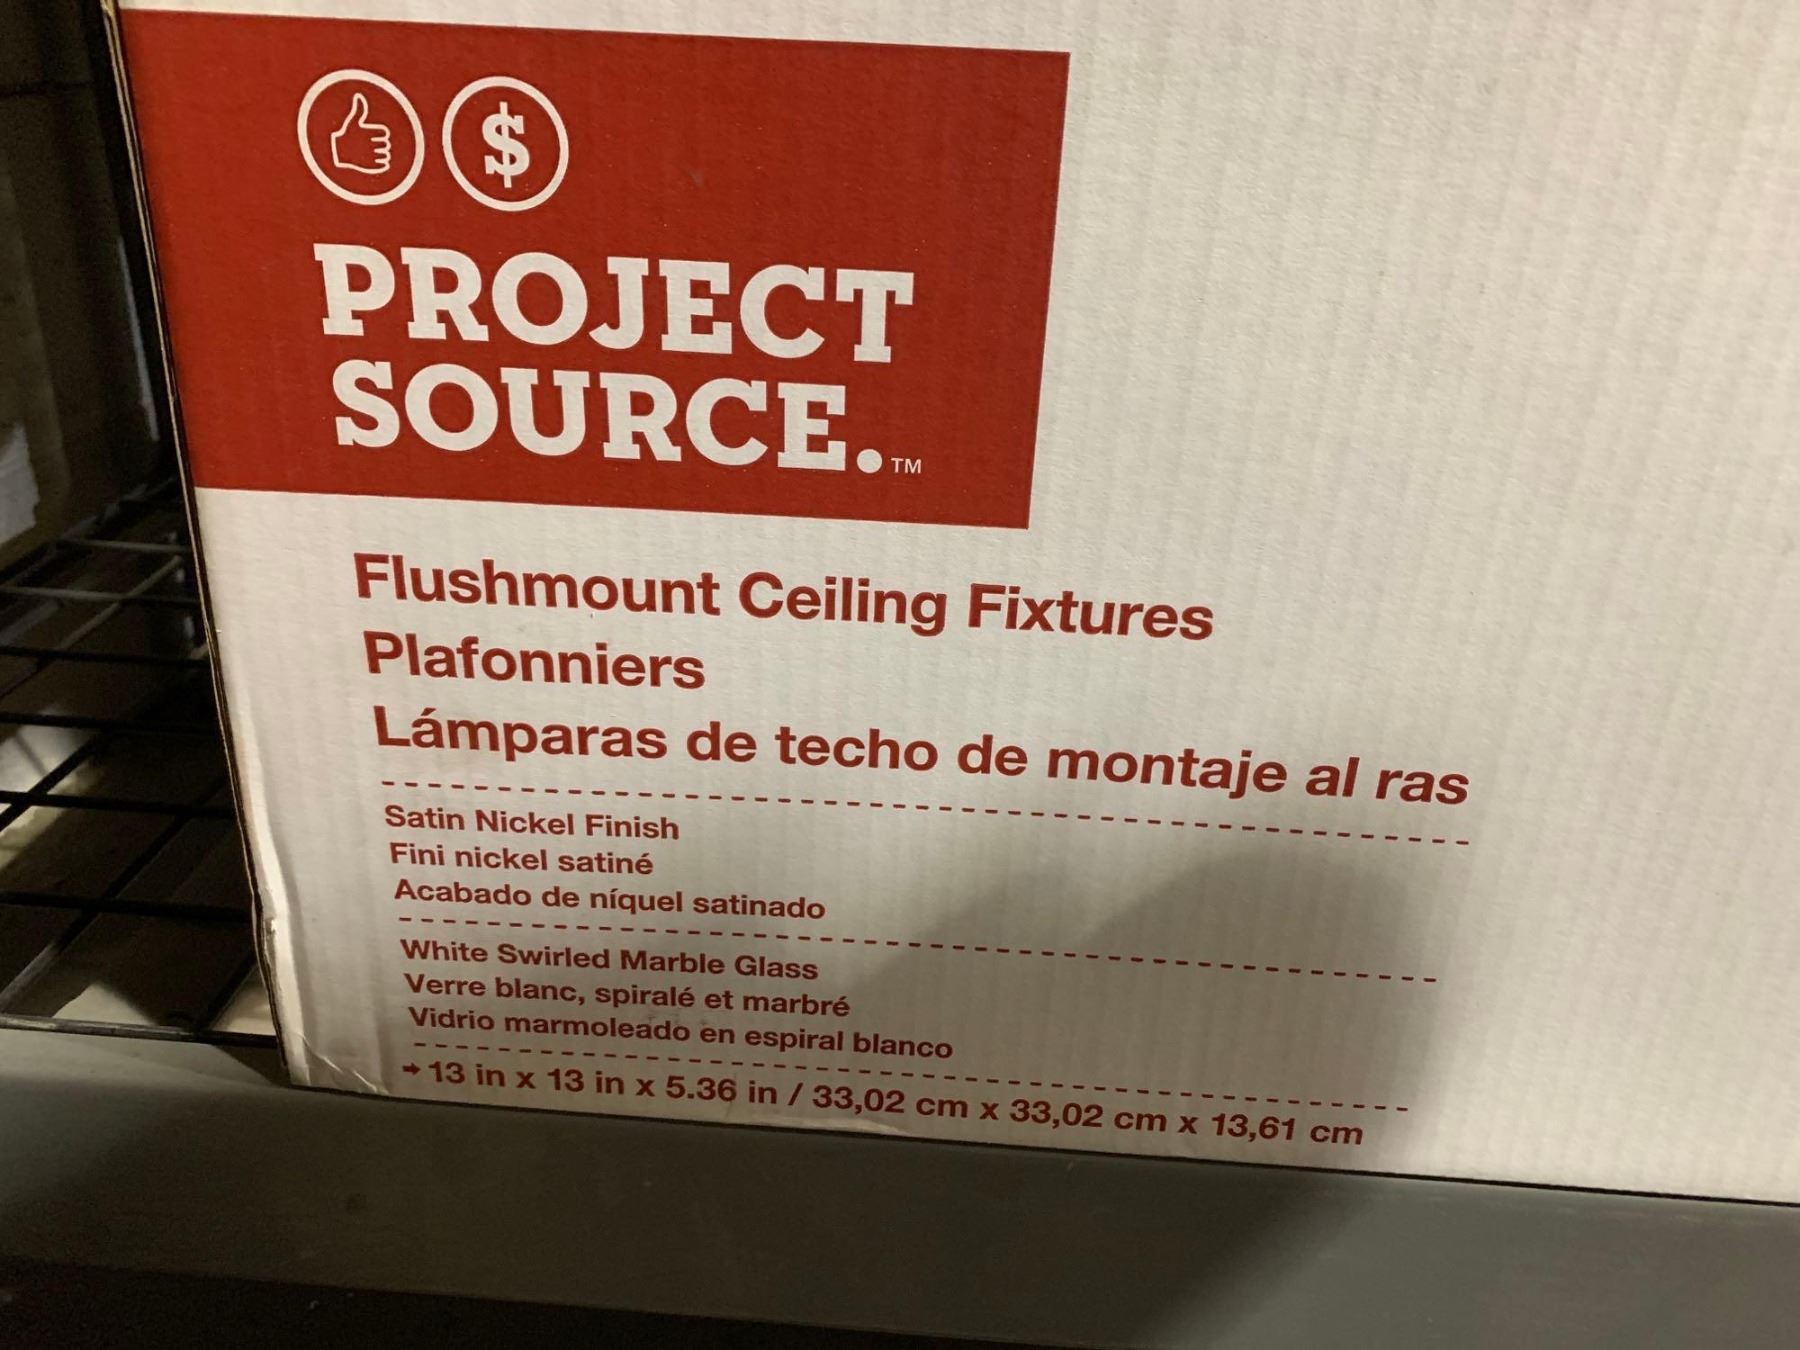 $
PROJECT
SOURCE.™
Flushmount Ceiling Fixtures
Plafonniers
Lámparas de techo de montaje al ras
Satin Nickel Finish
Fini nickel satiné
Acabado de níquel satinado
White Swirled Marble Glass
Verre blanc, spiralé et marbré
Vidrio marmoleado en espiral blanco
→ 13 in x 13 in x 5.36 in / 33,02 cm x 33,02 cm x 13,61 cm